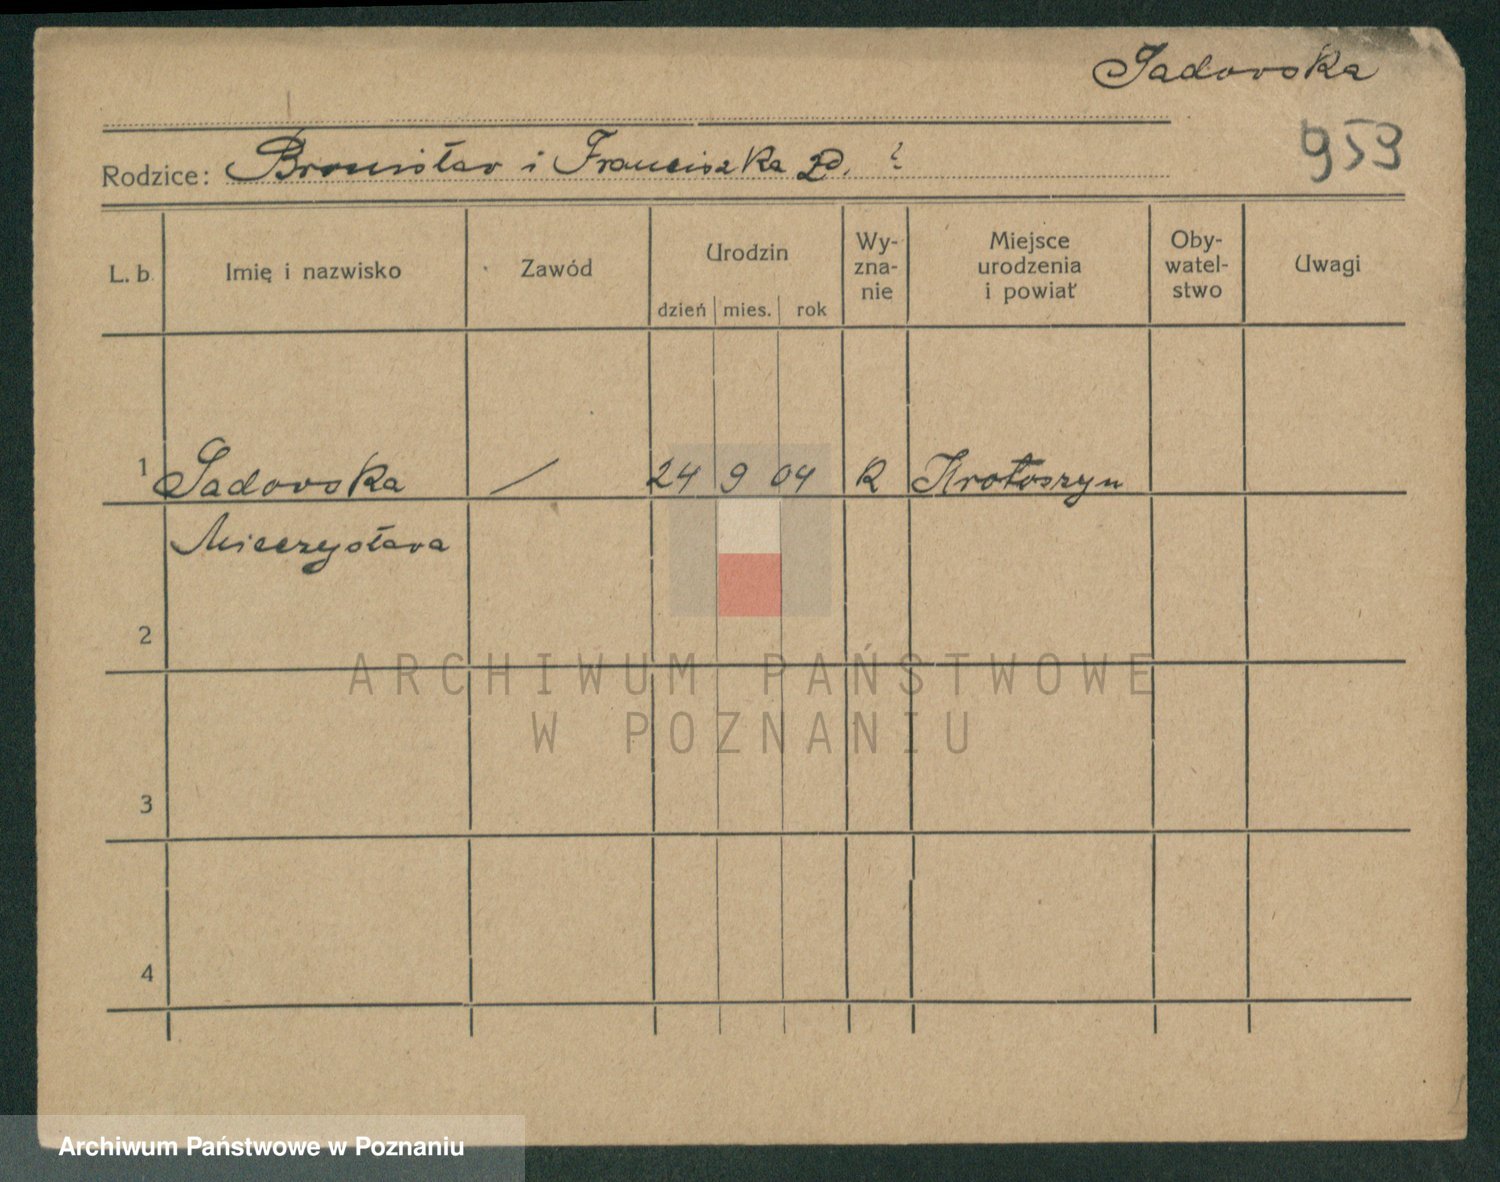 Sadowska
Rodzice: Bronisław i Franciszka zd. ?
953
L. b. Imię i nazwisko Zawód Urodzin dzień mies. rok Wy-zna-nie Miejsce urodzenia i powiat Oby-watel-stwo Uwagi
1 Sadowska / 24 9 04 R Krotoszyn
Mieczysława
2
ARCHIWUM PAŃSTWOWE
W POZNANIU
3
4
Archiwum Państwowe w Poznaniu